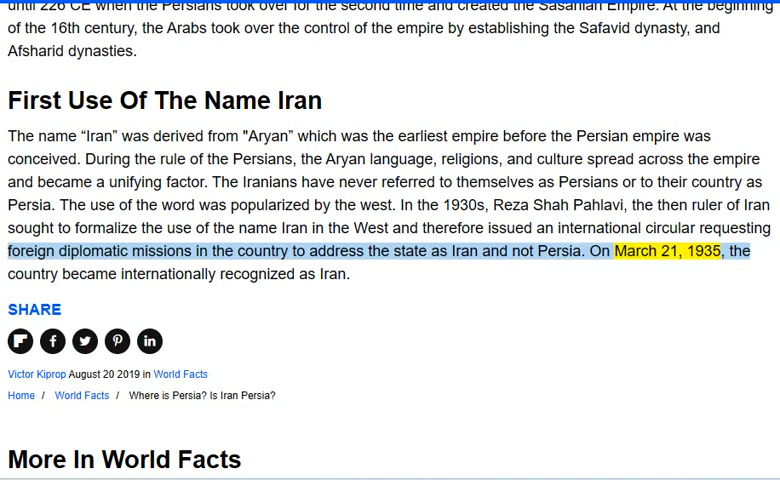 until 226 CE when the Persians took over for the second time and created the Sasanian Empire. At the beginning
of the 16th century, the Arabs took over the control of the empire by establishing the Safavid dynasty, and
Afsharid dynasties.
First Use Of The Name Iran
The name “Iran” was derived from "Aryan” which was the earliest empire before the Persian empire was
conceived. During the rule of the Persians, the Aryan language, religions, and culture spread across the empire
and became a unifying factor. The Iranians have never referred to themselves as Persians or to their country as
Persia. The use of the word was popularized by the west. In the 1930s, Reza Shah Pahlavi, the then ruler of Iran
sought to formalize the use of the name Iran in the West and therefore issued an international circular requesting
foreign diplomatic missions in the country to address the state as Iran and not Persia. On March 21, 1935, the
country became internationally recognized as Iran.
SHARE
Victor Kiprop August 20 2019 in World Facts
Home / World Facts / Where is Persia? Is Iran Persia?
More In World Facts